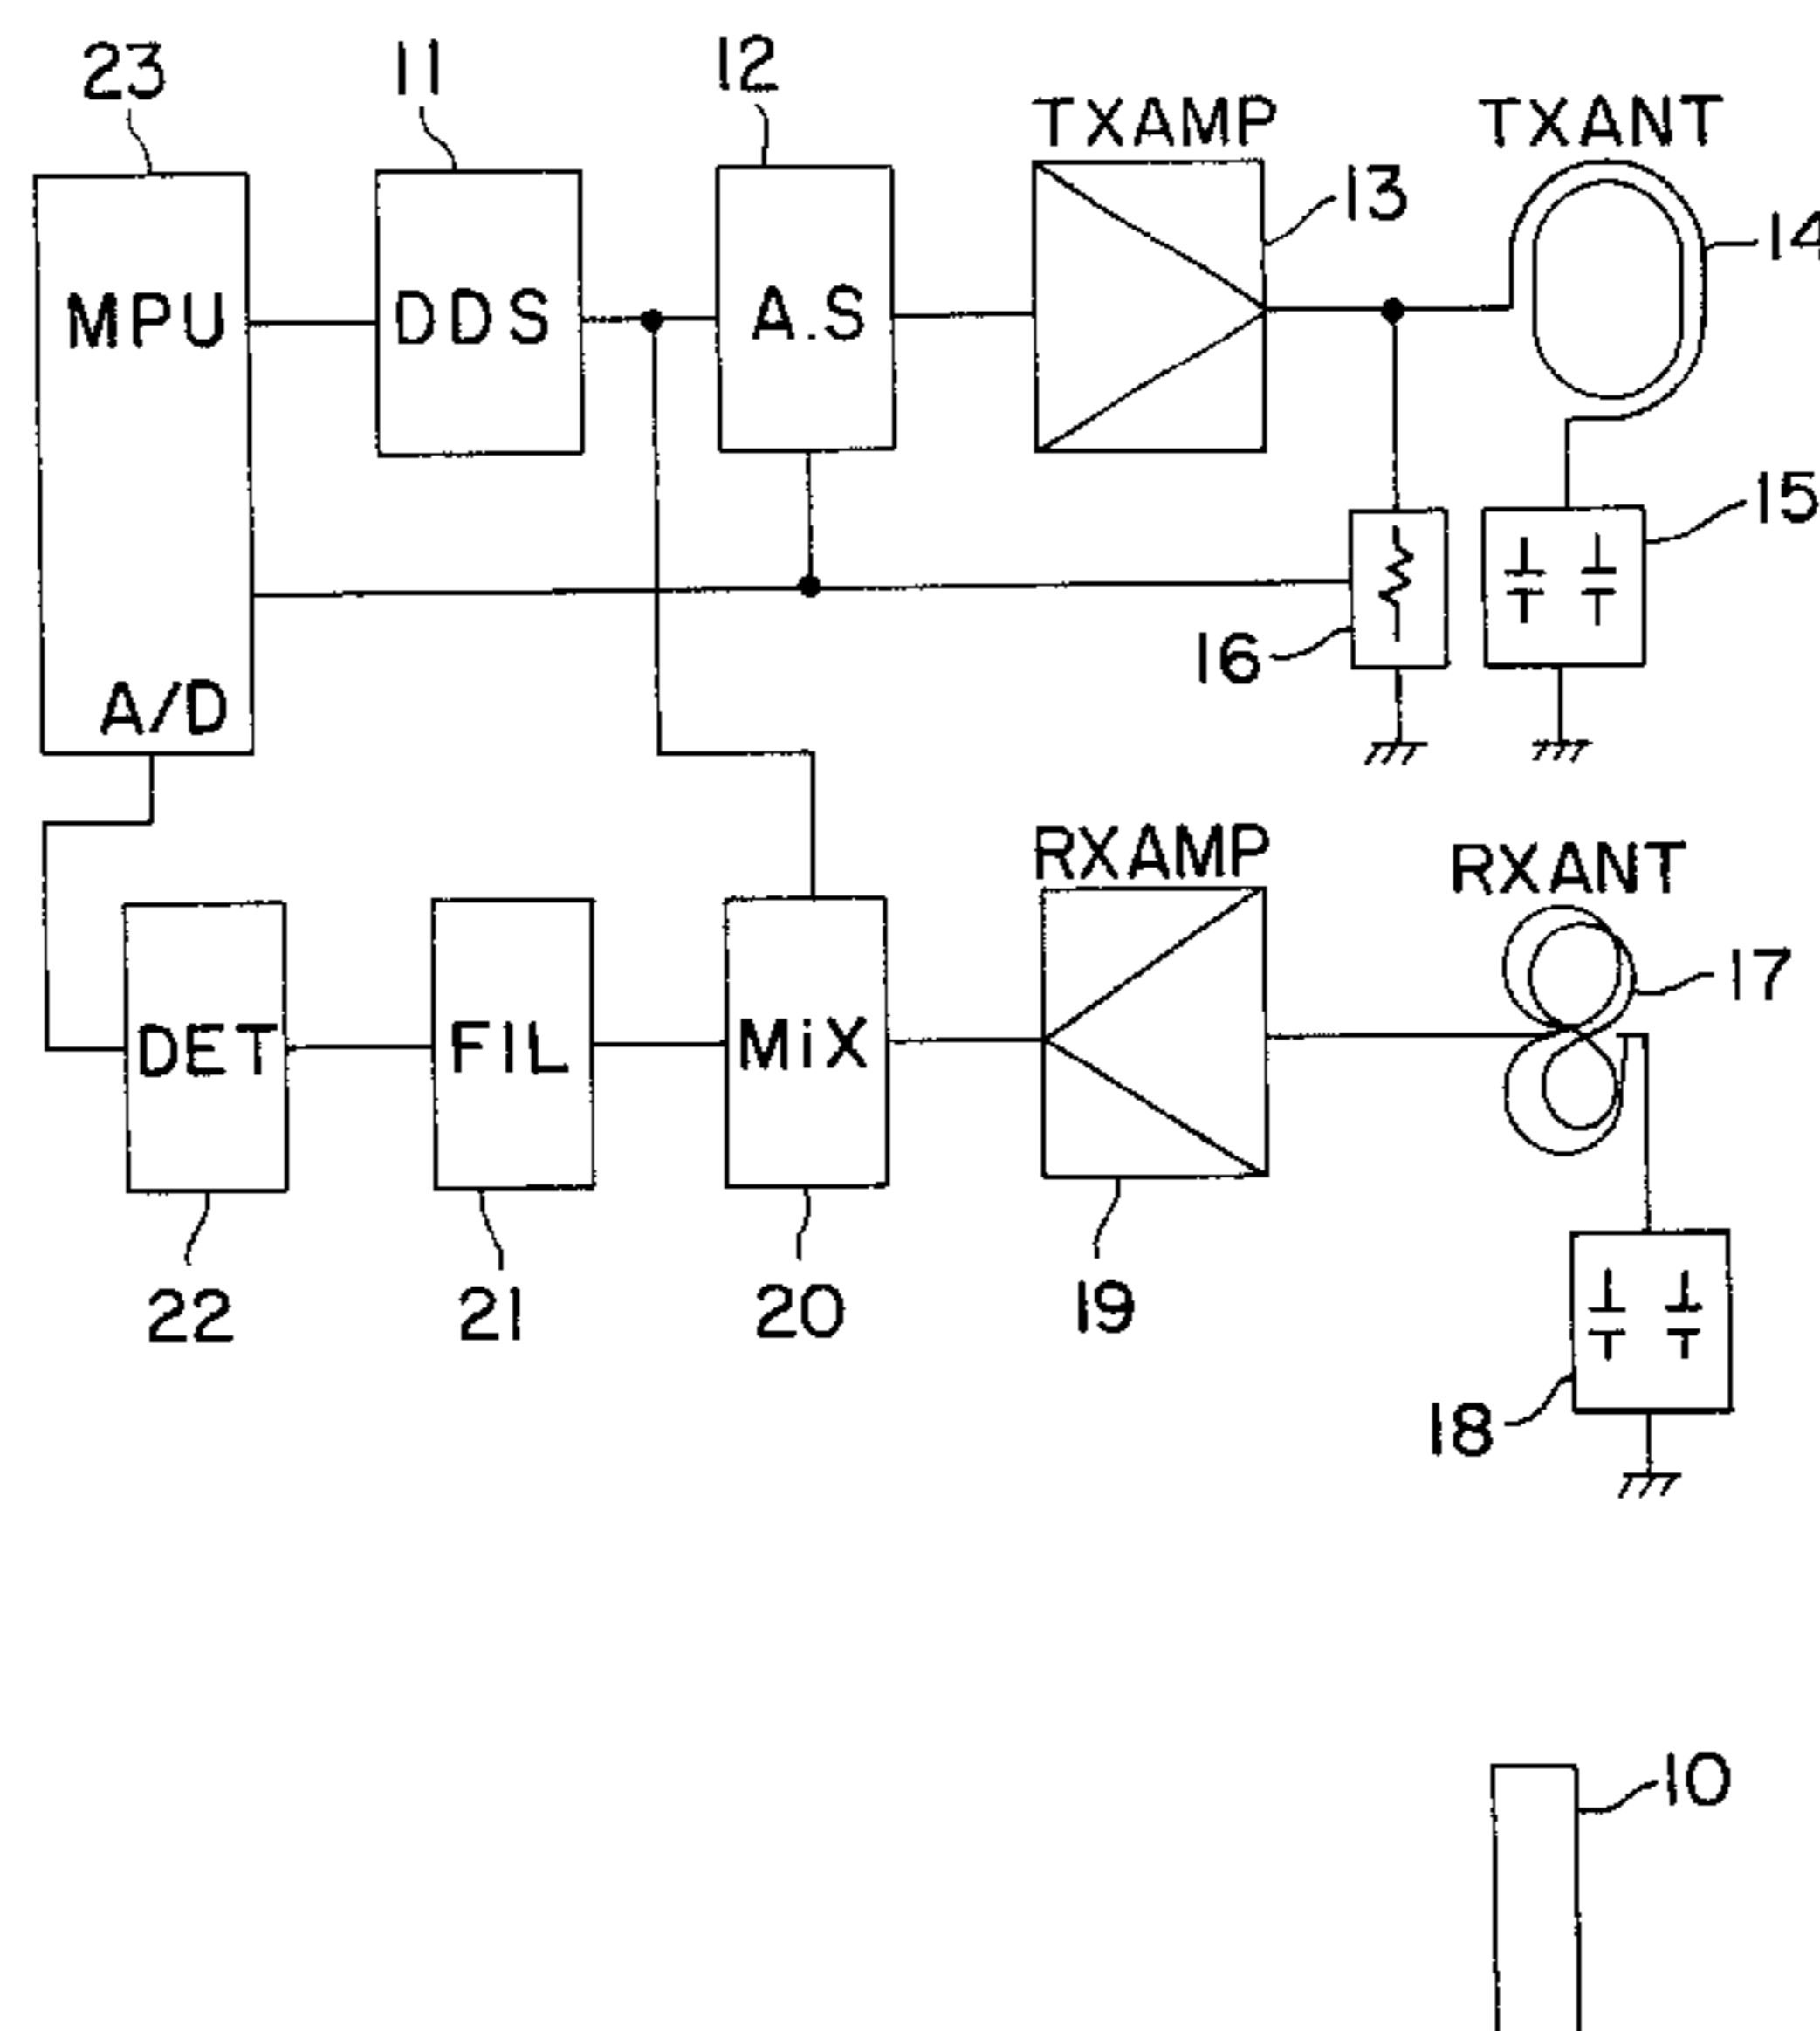 23 11 12
TXAMP TXANT
13
14
MPU DDS A.S
15
16
A/D
RXAMP RXANT
17
DET FIL MiX
22 21 20 19
18
10